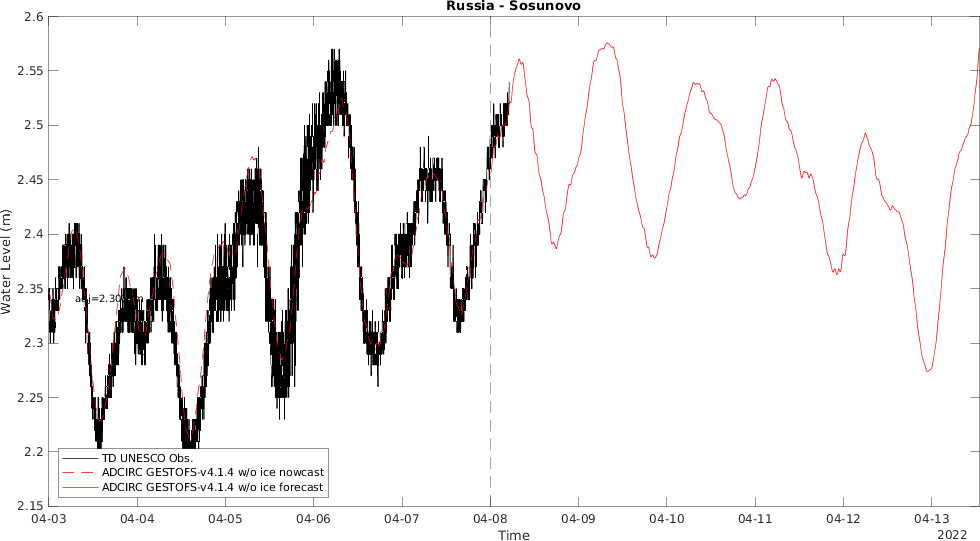 Russia - Sosunovo
2.6
2.55
2.5
2.45
2.4
2.35
2.3
2.25
2.2
2.15
Water Level (m)
TD UNESCO Obs.
ADCIRC GESTOFS-v4.1.4 w/o ice nowcast
ADCIRC GESTOFS-v4.1.4 w/o ice forecast
04-03 04-04 04-05 04-06 04-07 04-08 04-09 04-10 04-11 04-12 04-13
Time
2022